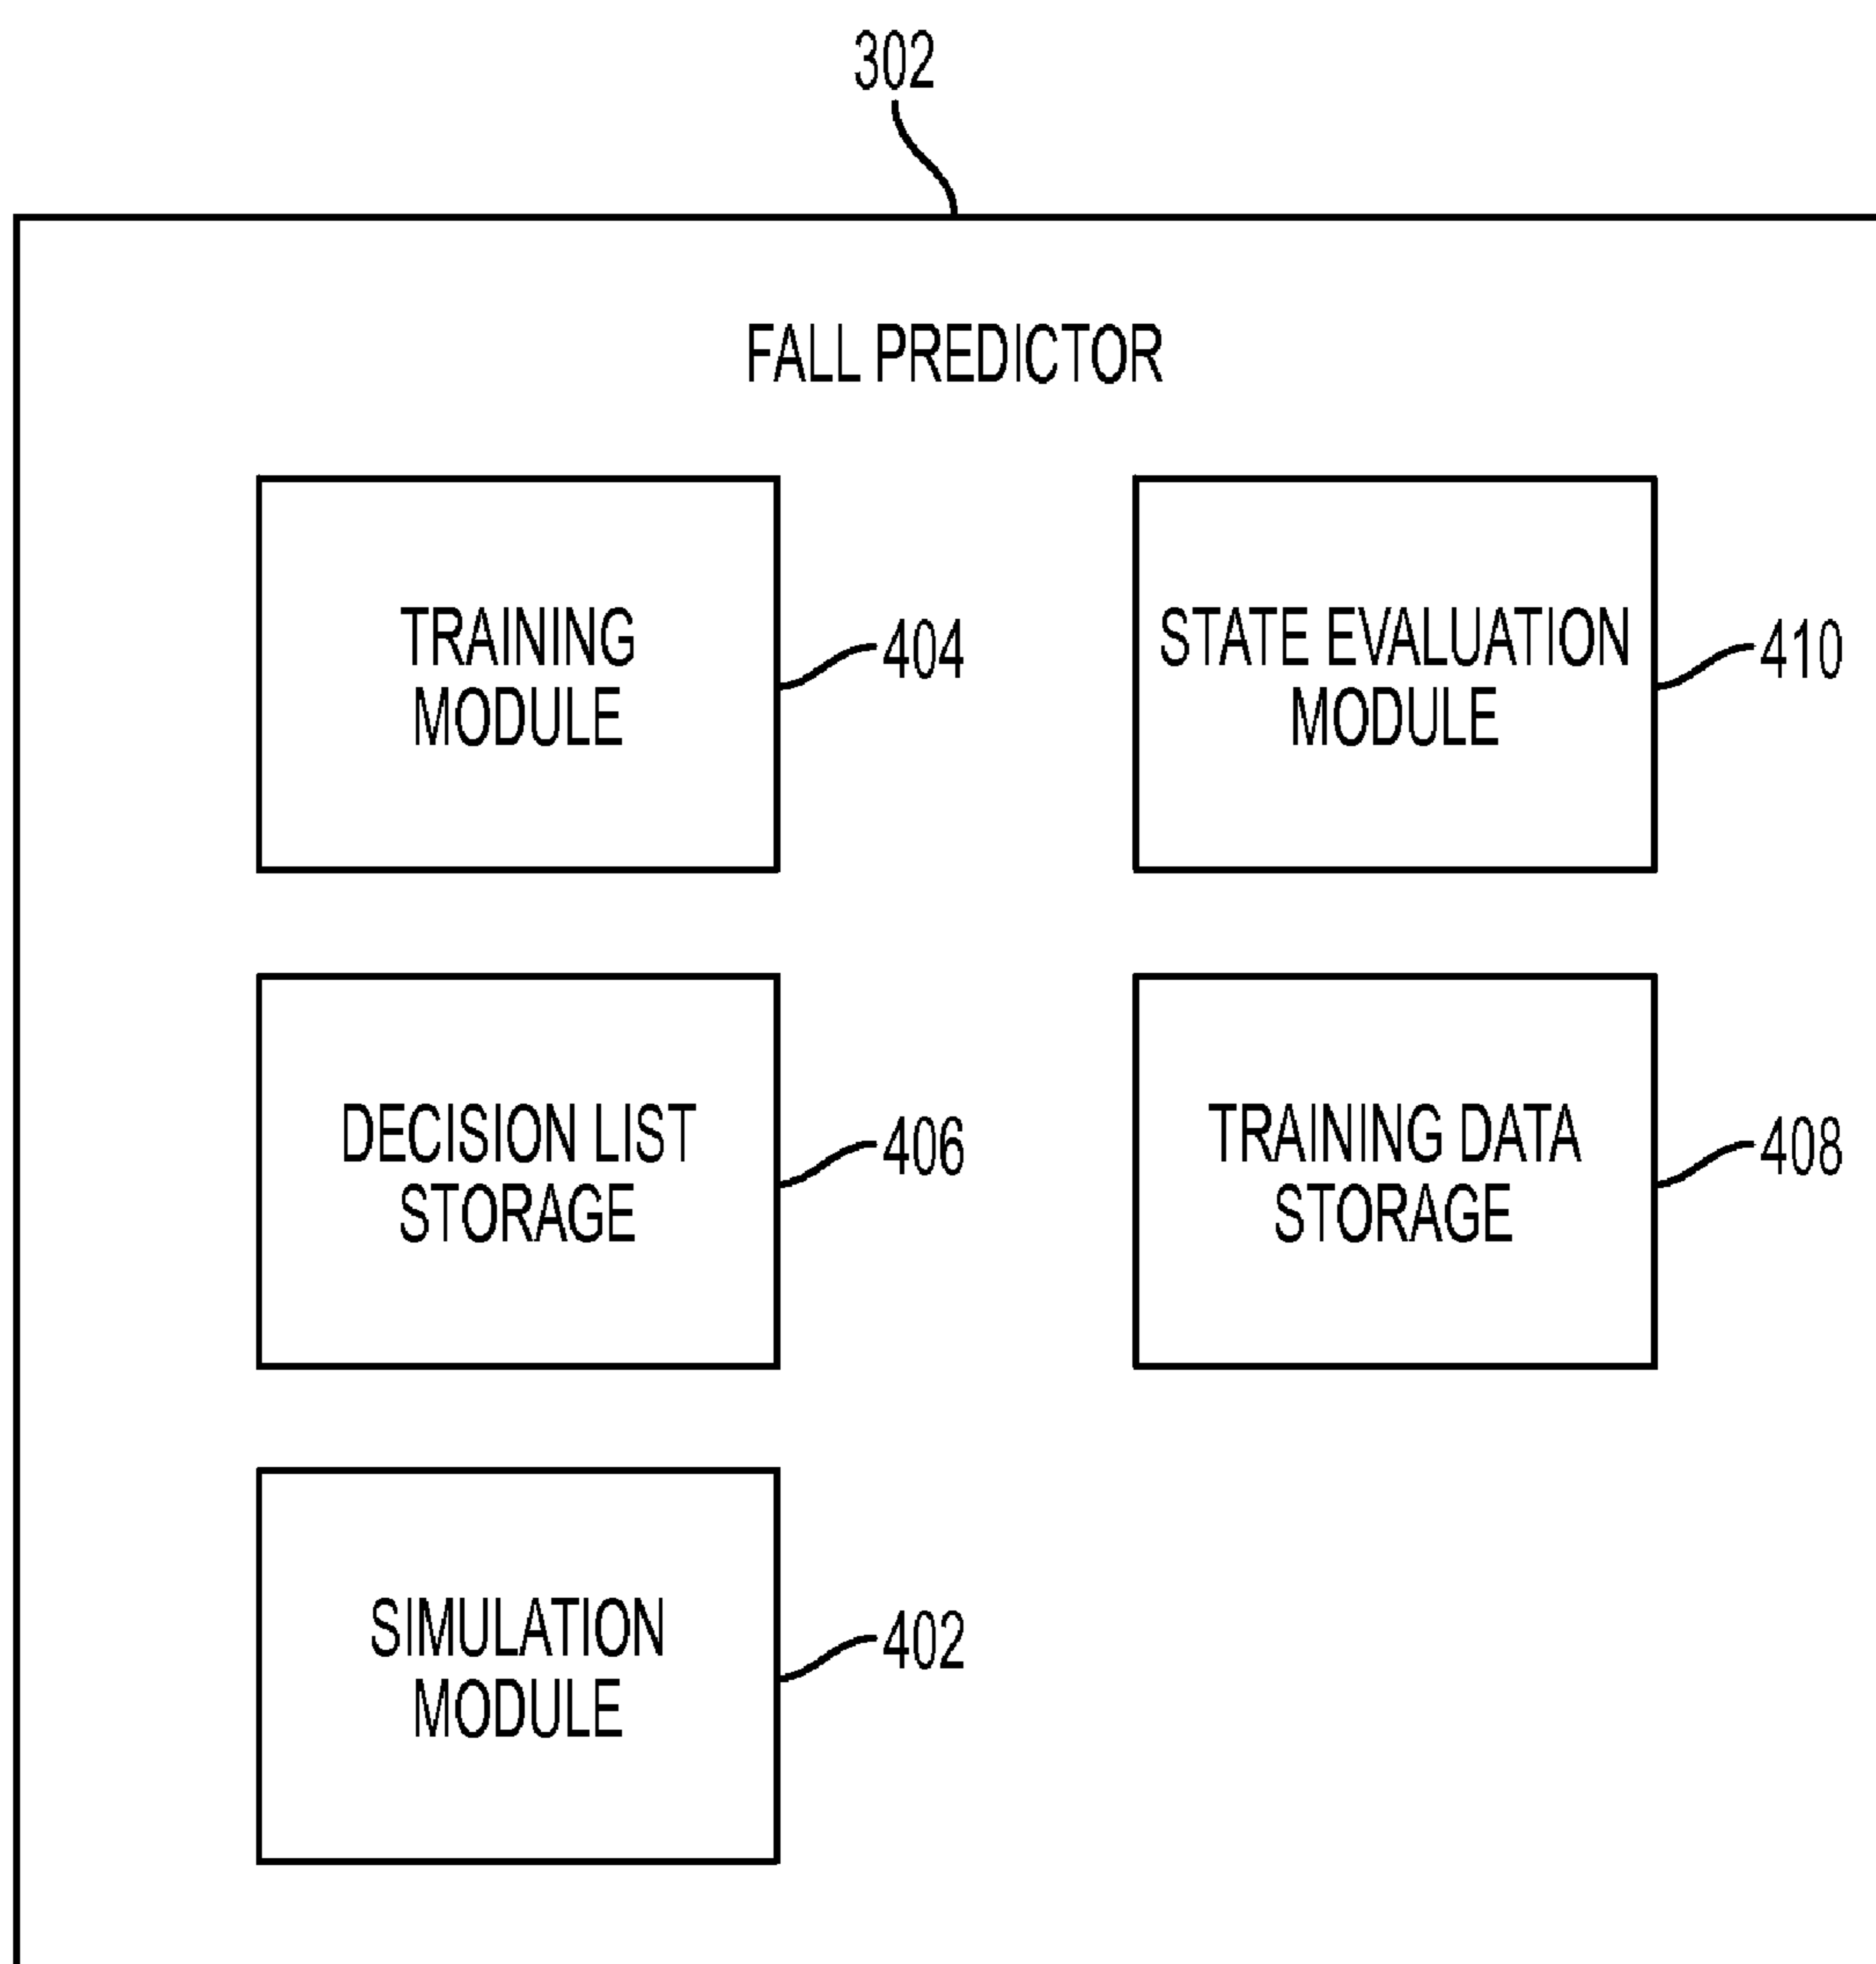 302
FALL PREDICTOR
TRAINING
MODULE
404
STATE EVALUATION
MODULE
410
DECISION LIST
STORAGE
406
TRAINING DATA
STORAGE
408
SIMULATION
MODULE
402